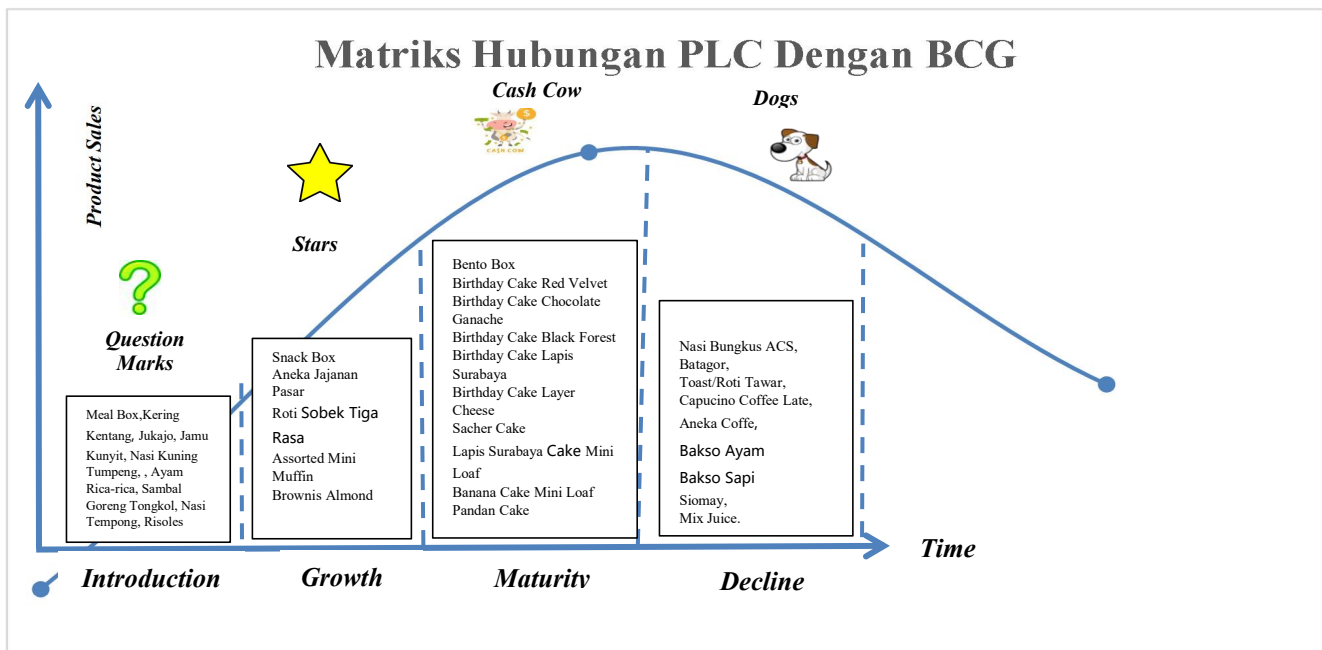 Matriks Hubungan PLC Dengan BCG
Product Sales
Cash Cow
CASH COW
$
Dogs
Stars
?
Question
Marks
Meal Box,Kering
Kentang, Jukajo, Jamu
Kunyit, Nasi Kuning
Tumpeng, , Ayam
Rica-rica, Sambal
Goreng Tongkol, Nasi
Tempong, Risoles
Snack Box
Aneka Jajanan
Pasar
Roti Sobek Tiga
Rasa
Assorted Mini
Muffin
Brownis Almond
Bento Box
Birthday Cake Red Velvet
Birthday Cake Chocolate
Ganache
Birthday Cake Black Forest
Birthday Cake Lapis
Surabaya
Birthday Cake Layer
Cheese
Sacher Cake
Lapis Surabaya Cake Mini
Loaf
Banana Cake Mini Loaf
Pandan Cake
Nasi Bungkus ACS,
Batagor,
Toast/Roti Tawar,
Capucino Coffee Late,
Aneka Coffe,
Bakso Ayam
Bakso Sapi
Siomay,
Mix Juice.
Time
Introduction
Growth
Maturity
Decline